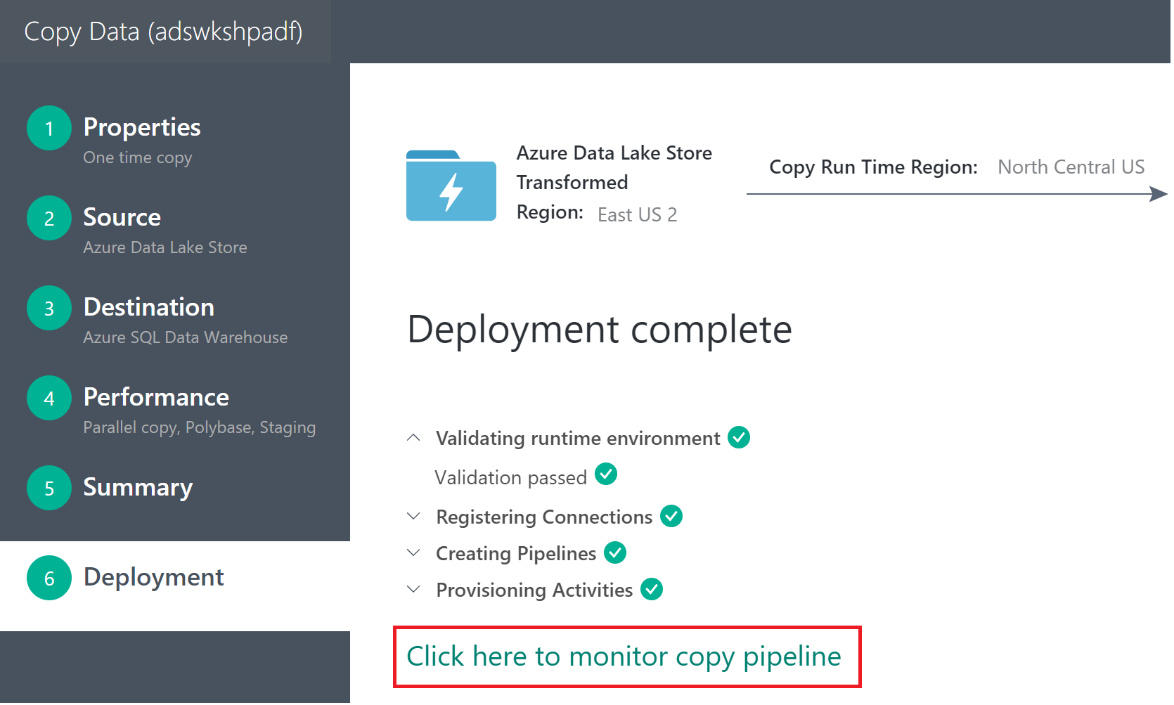 Copy Data (adswkshpadf)
1 Properties
One time copy
2 Source
Azure Data Lake Store
3 Destination
Azure SQL Data Warehouse
4 Performance
Parallel copy, Polybase, Staging
5 Summary
6 Deployment
Azure Data Lake Store
Transformed
Region: East US 2
Copy Run Time Region: North Central US
Deployment complete
Validating runtime environment
Validation passed
Registering Connections
Creating Pipelines
Provisioning Activities
Click here to monitor copy pipeline